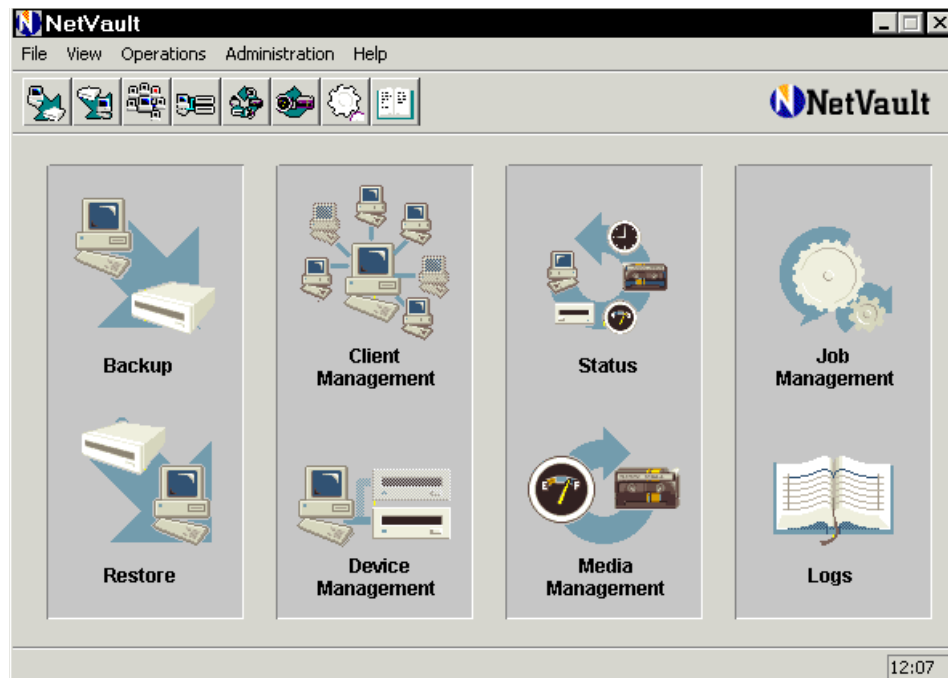 NetVault
File View Operations Administration Help
NetVault
Backup
Client
Management
Status
Job
Management
E F
Restore
Device
Management
Media
Management
Logs
12:07